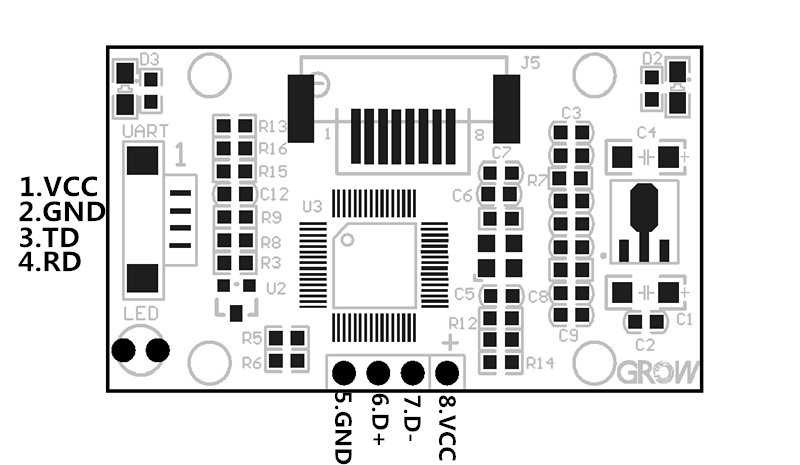 D3
J5
D2
UART
1
R13
1
8
C3
C4
+
R16
C7
R15
R7
1.VCC
C12
C6
2.GND
R9
U3
3.TD
R8
4.RD
R3
U2
C5
C8
+
LED
R12
C1
R5
+
C9
C2
R6
R14
GROW
5.GND
6.D+
7.D-
8.VCC